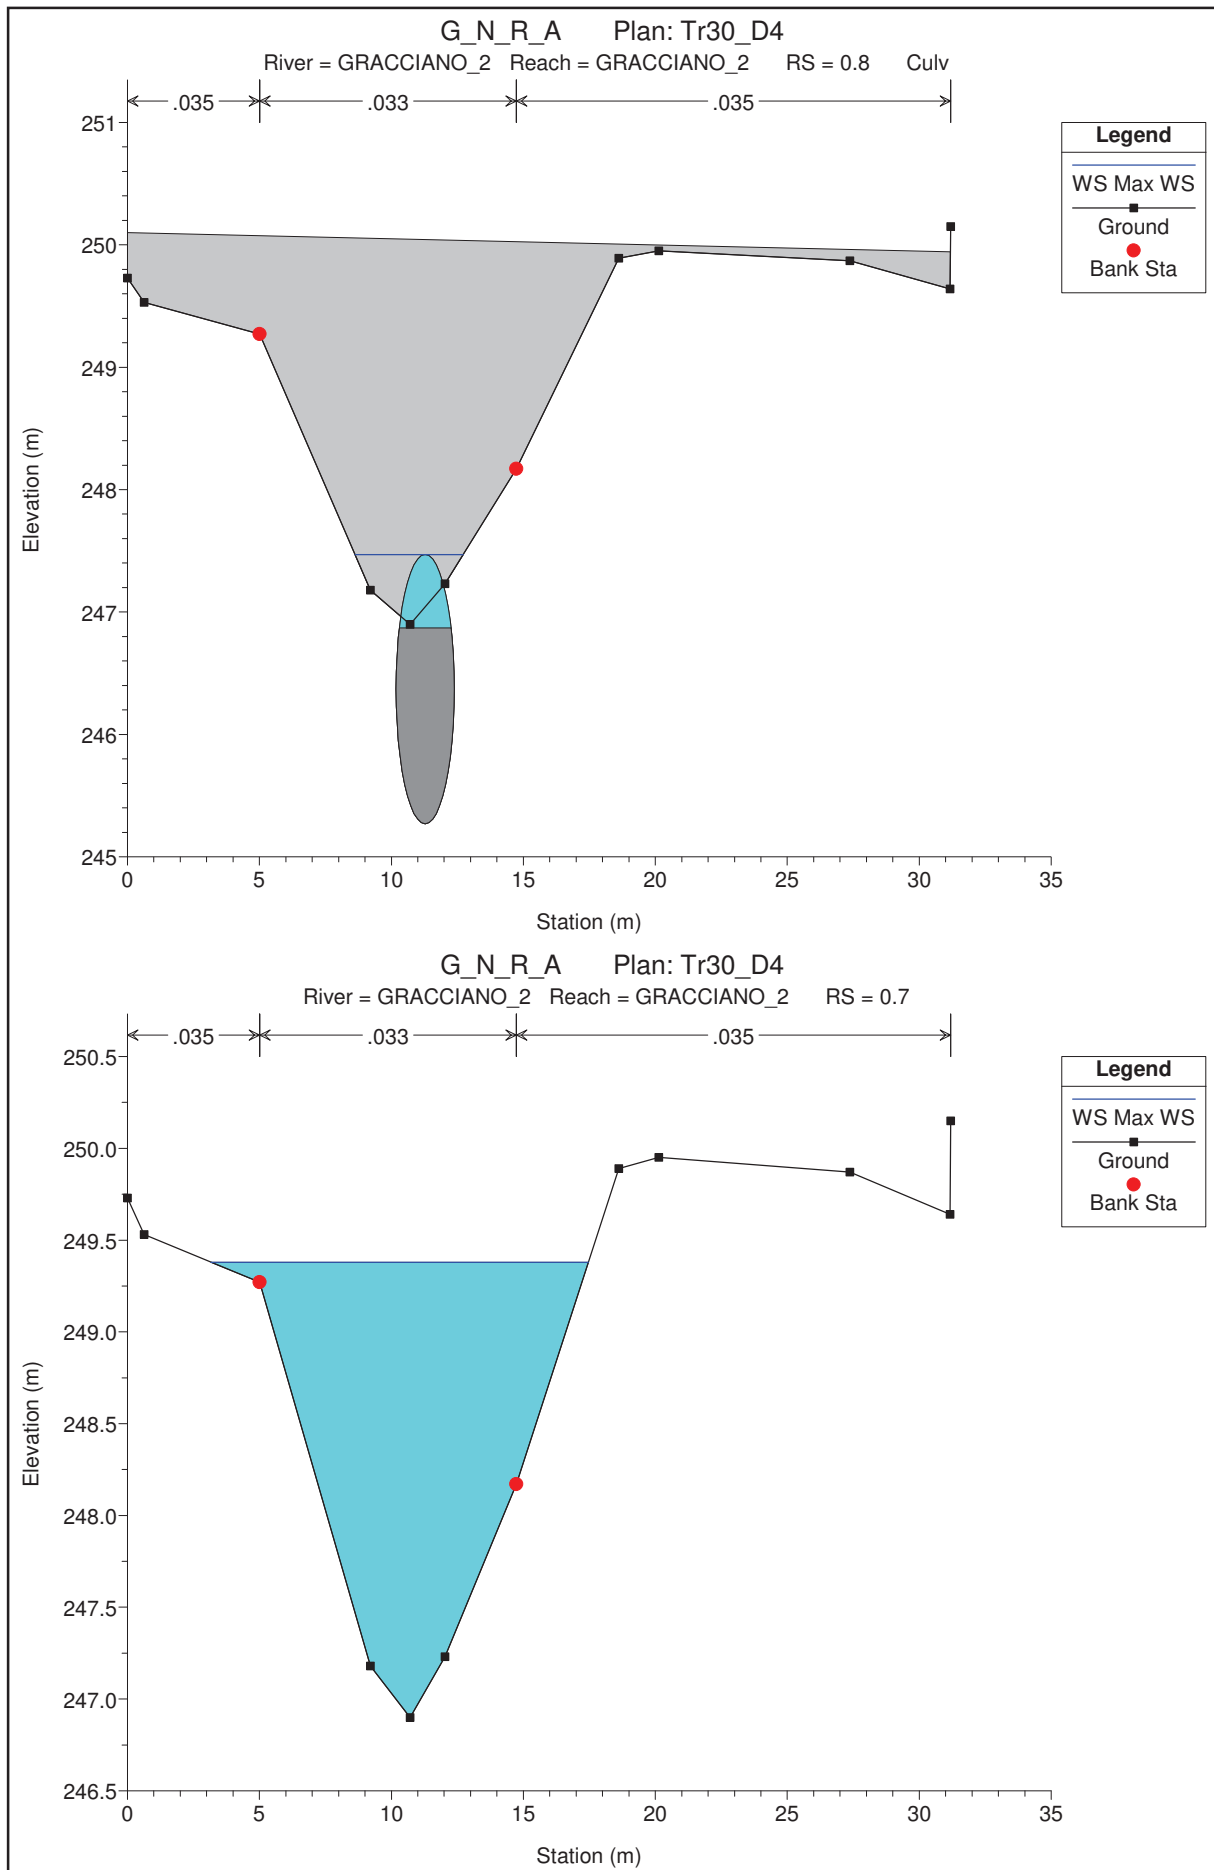 G_N_R_A Plan: Tr30_D4
River = GRACCIANO_2 Reach = GRACCIANO_2 RS = 0.8 Culv
.035 .033 .035
251
250
249
248
247
246
245
Elevation (m)
0 5 10 15 20 25 30 35
Station (m)
Legend
WS Max WS
Ground
Bank Sta
G_N_R_A Plan: Tr30_D4
River = GRACCIANO_2 Reach = GRACCIANO_2 RS = 0.7
.035 .033 .035
250.5
250.0
249.5
249.0
248.5
248.0
247.5
247.0
246.5
Elevation (m)
0 5 10 15 20 25 30 35
Station (m)
Legend
WS Max WS
Ground
Bank Sta